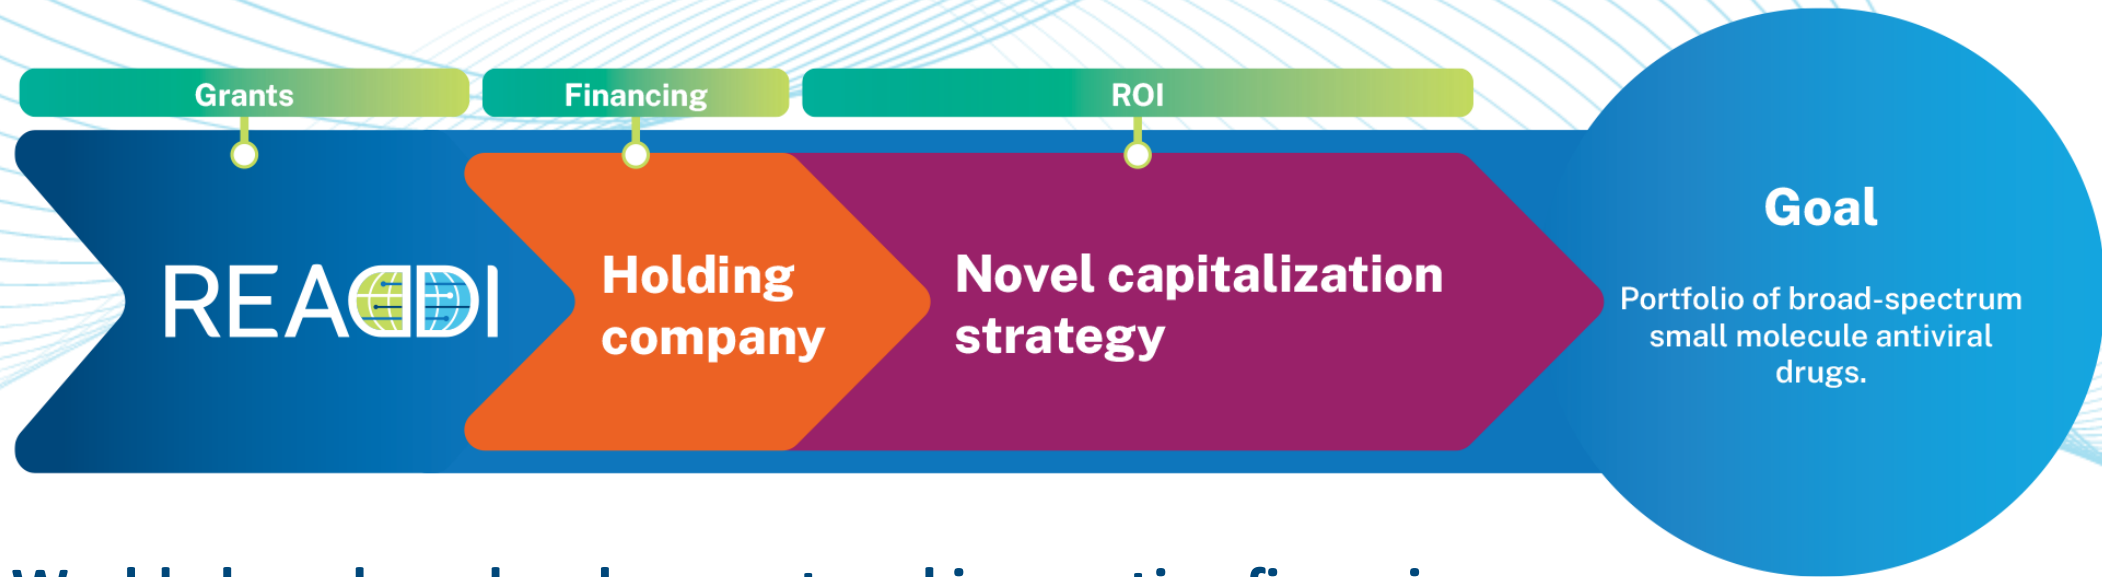 Grants
Financing
ROI
READDI
Holding
company
Novel capitalization
strategy
Goal
Portfolio of broad-spectrum
small molecule antiviral
drugs.